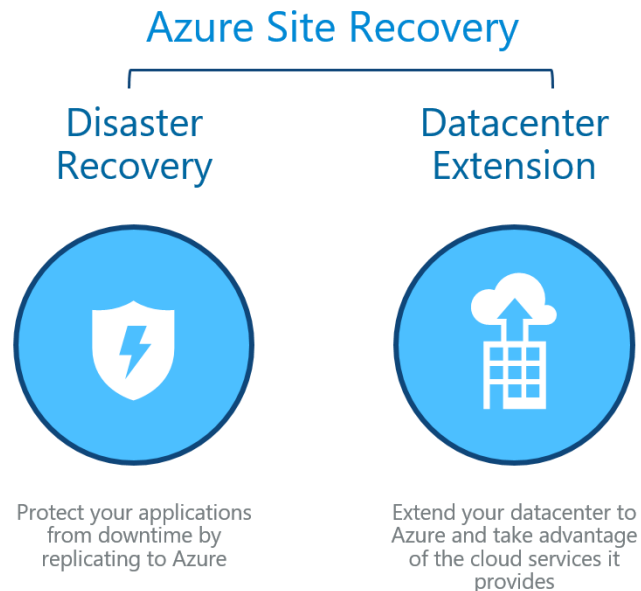 Azure Site Recovery
Disaster
Recovery
Datacenter
Extension
Protect your applications
from downtime by
replicating to Azure
Extend your datacenter to
Azure and take advantage
of the cloud services it
provides